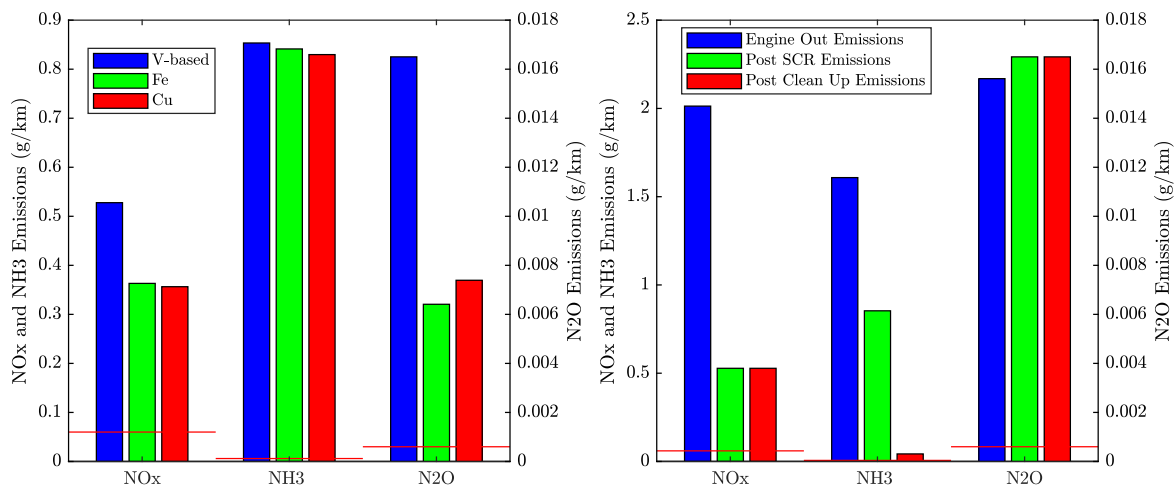 0.9
0.8
0.7
0.6
0.5
0.4
0.3
0.2
0.1
0
NOx and NH3 Emissions (g/km)
V-based
Fe
Cu
NOx
NH3
N2O
0.018
0.016
0.014
0.012
0.01
0.008
0.006
0.004
0.002
0
N2O Emissions (g/km)
2.5
2
1.5
1
0.5
0
NOx and NH3 Emissions (g/km)
Engine Out Emissions
Post SCR Emissions
Post Clean Up Emissions
NOx
NH3
N2O
0.018
0.016
0.014
0.012
0.01
0.008
0.006
0.004
0.002
0
N2O Emissions (g/km)